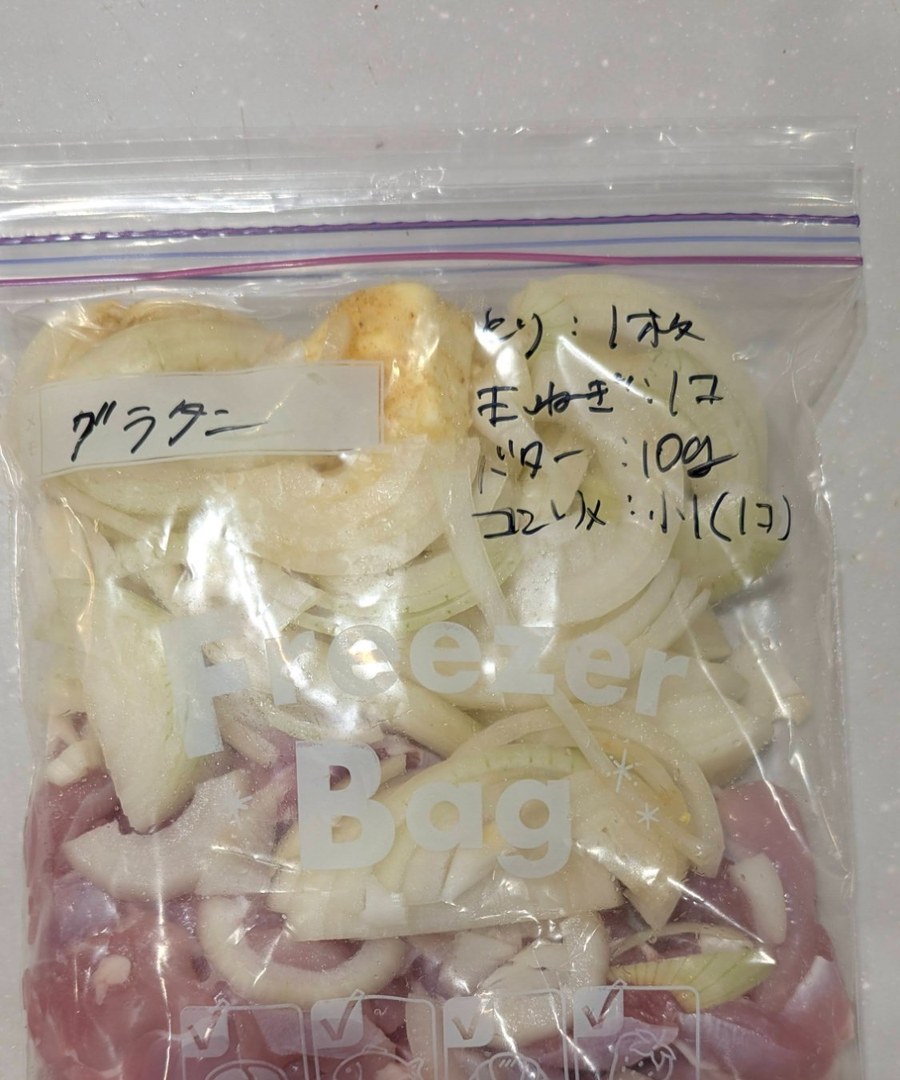 グラタン
とり：1枚
玉ねぎ：1コ
バター：10g
コンソメ：小1(1コ)
Freezer
Bag